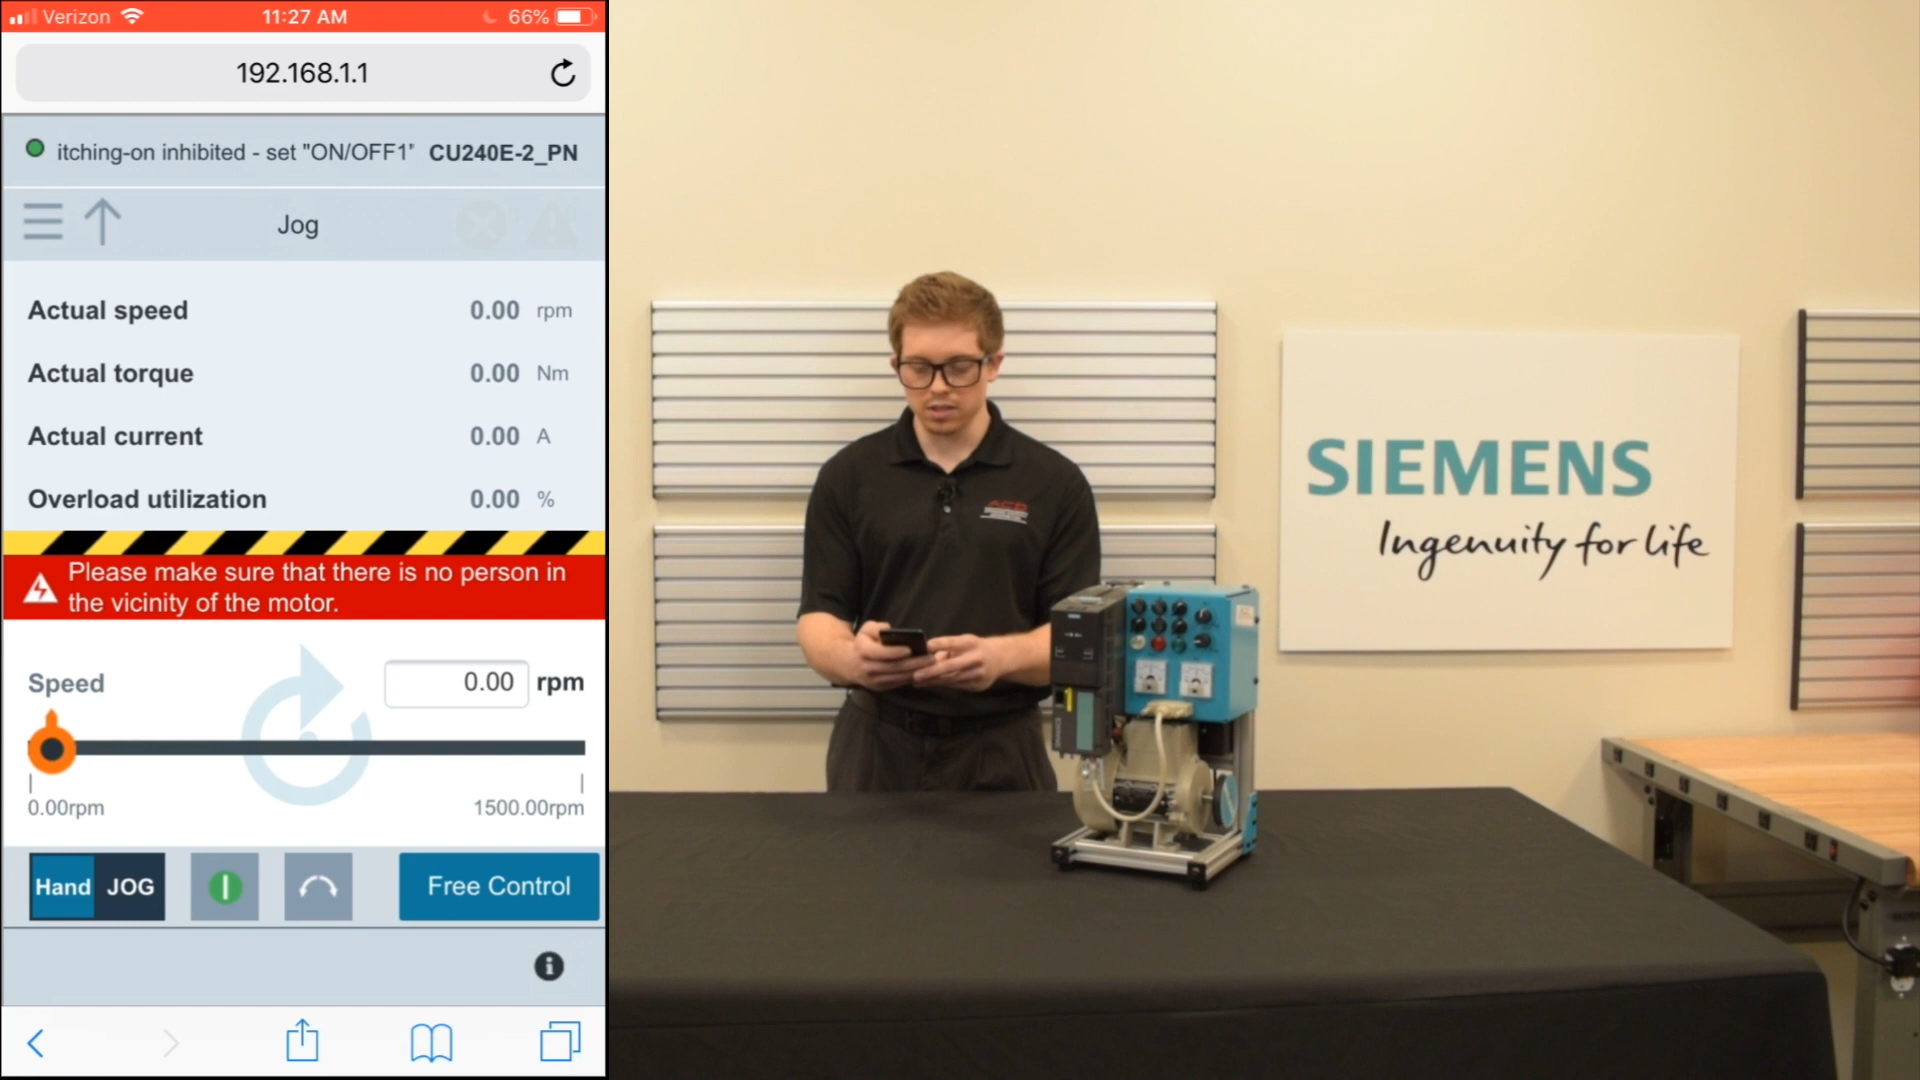 Verizon 11:27 AM 66%
192.168.1.1
itching-on inhibited - set "ON/OFF1" CU240E-2_PN
Jog
Actual speed 0.00 rpm
Actual torque 0.00 Nm
Actual current 0.00 A
Overload utilization 0.00 %
Please make sure that there is no person in
the vicinity of the motor.
Speed 0.00 rpm
0.00rpm 1500.00rpm
Hand JOG Free Control
SIEMENS
Ingenuity for life
ACE